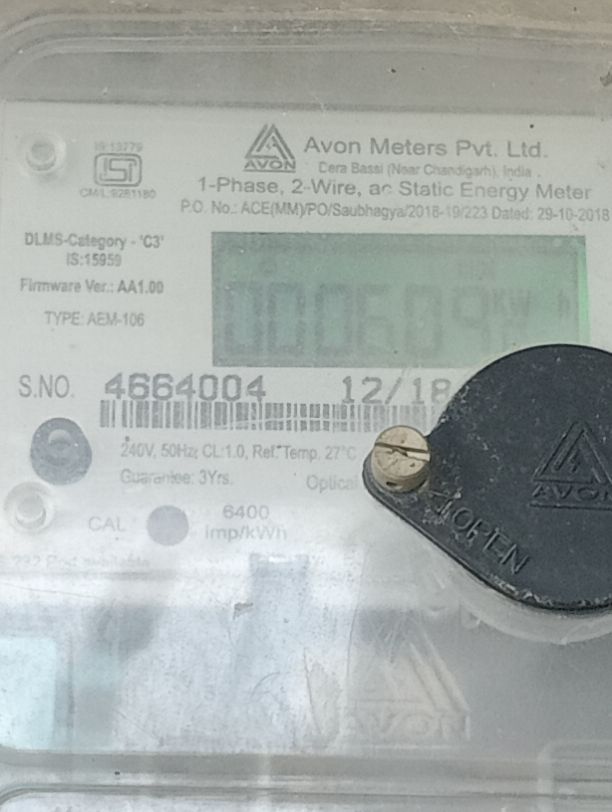 IS:13779
ISI
CM/L:9281180
AVON
Avon Meters Pvt. Ltd.
Dera Bassi (Near Chandigarh), India .
1-Phase, 2-Wire, ac Static Energy Meter
P.O. No.: ACE(MM)/PO/Saubhagya/2018-19/223 Dated: 29-10-2018
DLMS-Category - 'C3'
IS:15959
Firmware Ver.: AA1.00
TYPE: AEM-106
000609 KW h
S.NO. 4664004 12/18
240V, 50Hz; CL:1.0, Ref. Temp. 27°C
Guarantee: 3Yrs.
Optical
CAL 6400
imp/kWh
AVON
OPEN